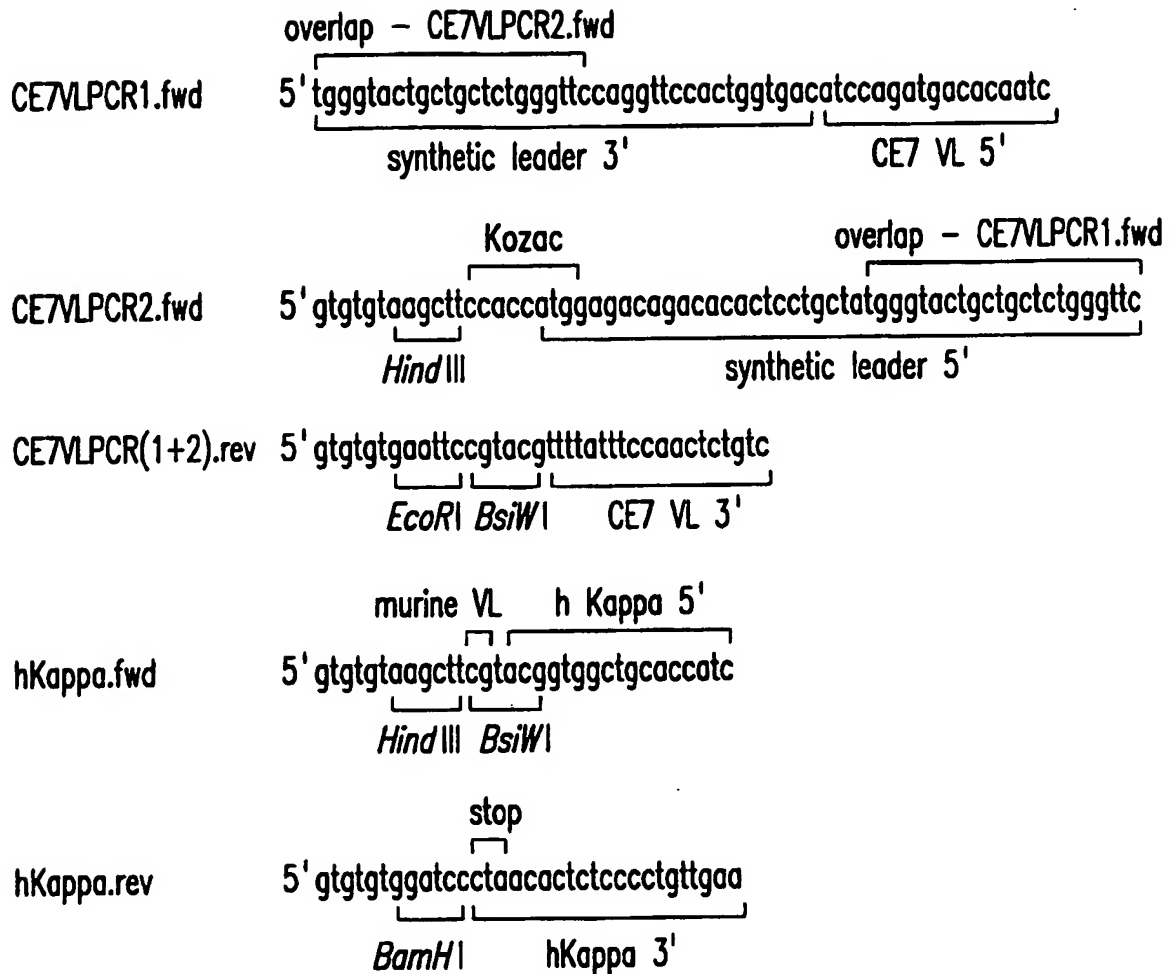 overlap – CE7VLPCR2.fwd
CE7VLPCR1.fwd 5' tgggtactgctgctctgggttccaggttccactggtgacatccagatgacacaatc
synthetic leader 3' CE7 VL 5'
Kozac overlap – CE7VLPCR1.fwd
CE7VLPCR2.fwd 5' gtgtgtaagcttccaccatggagacagacacactcctgctatgggtactgctgctctgggttc
HindIII synthetic leader 5'
CE7VLPCR(1+2).rev 5' gtgtgtgaattccgtacgttttatttccaactctgtc
EcoRI BsiWI CE7 VL 3'
murine VL h Kappa 5'
hKappa.fwd 5' gtgtgtaagcttcgtacggtggctgcaccatc
HindIII BsiWI
stop
hKappa.rev 5' gtgtgtggatccctaacactctcccctgttgaa
BamHI hKappa 3'